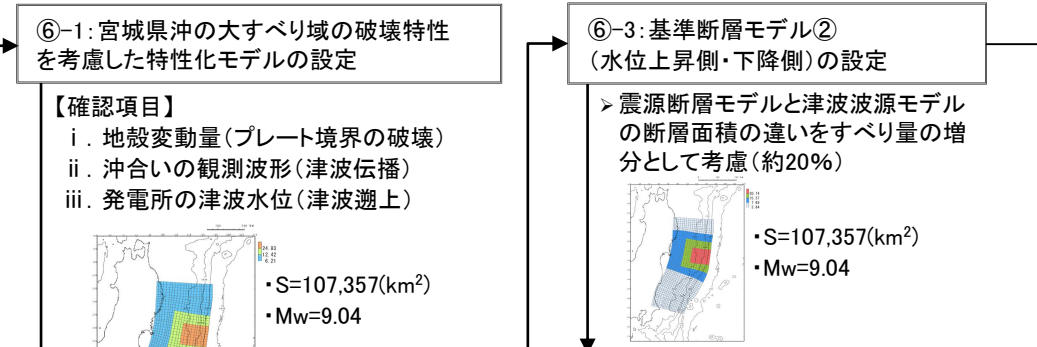 ⑥-1:宮城県沖の大すべり域の破壊特性
を考慮した特性化モデルの設定
【確認項目】
ⅰ. 地殻変動量(プレート境界の破壊)
ⅱ. 沖合いの観測波形(津波伝播)
ⅲ. 発電所の津波水位(津波遡上)
24.83
12.42
6.21
・S=107,357(km²)
・Mw=9.04
⑥-3:基準断層モデル②
(水位上昇側・下降側)の設定
➢ 震源断層モデルと津波波源モデル
の断層面積の違いをすべり量の増
分として考慮(約20%)
・S=107,357(km²)
・Mw=9.04